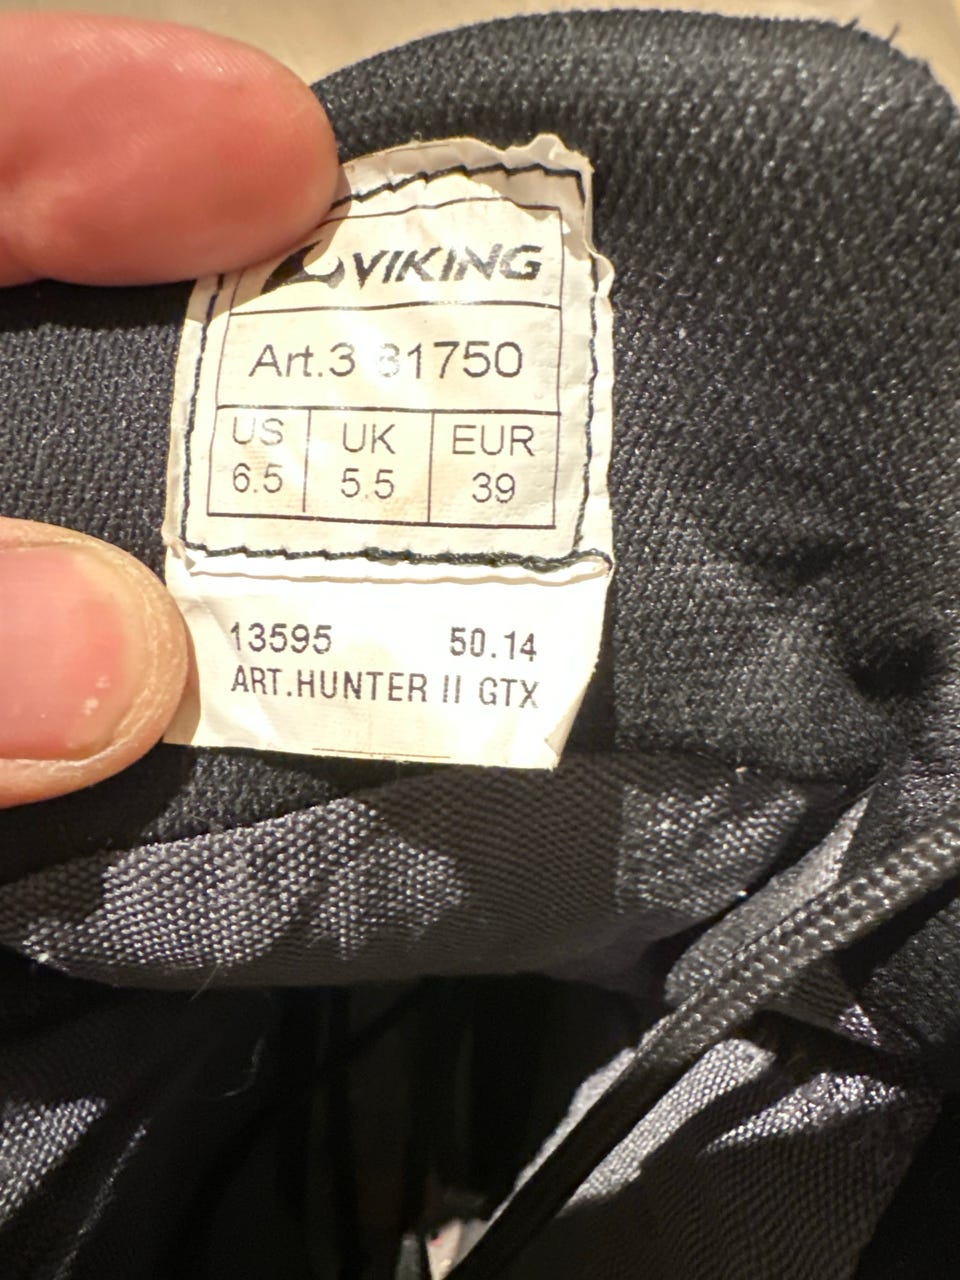 VIKING
Art.3 81750
US UK EUR
6.5 5.5 39
13595 50.14
ART.HUNTER II GTX